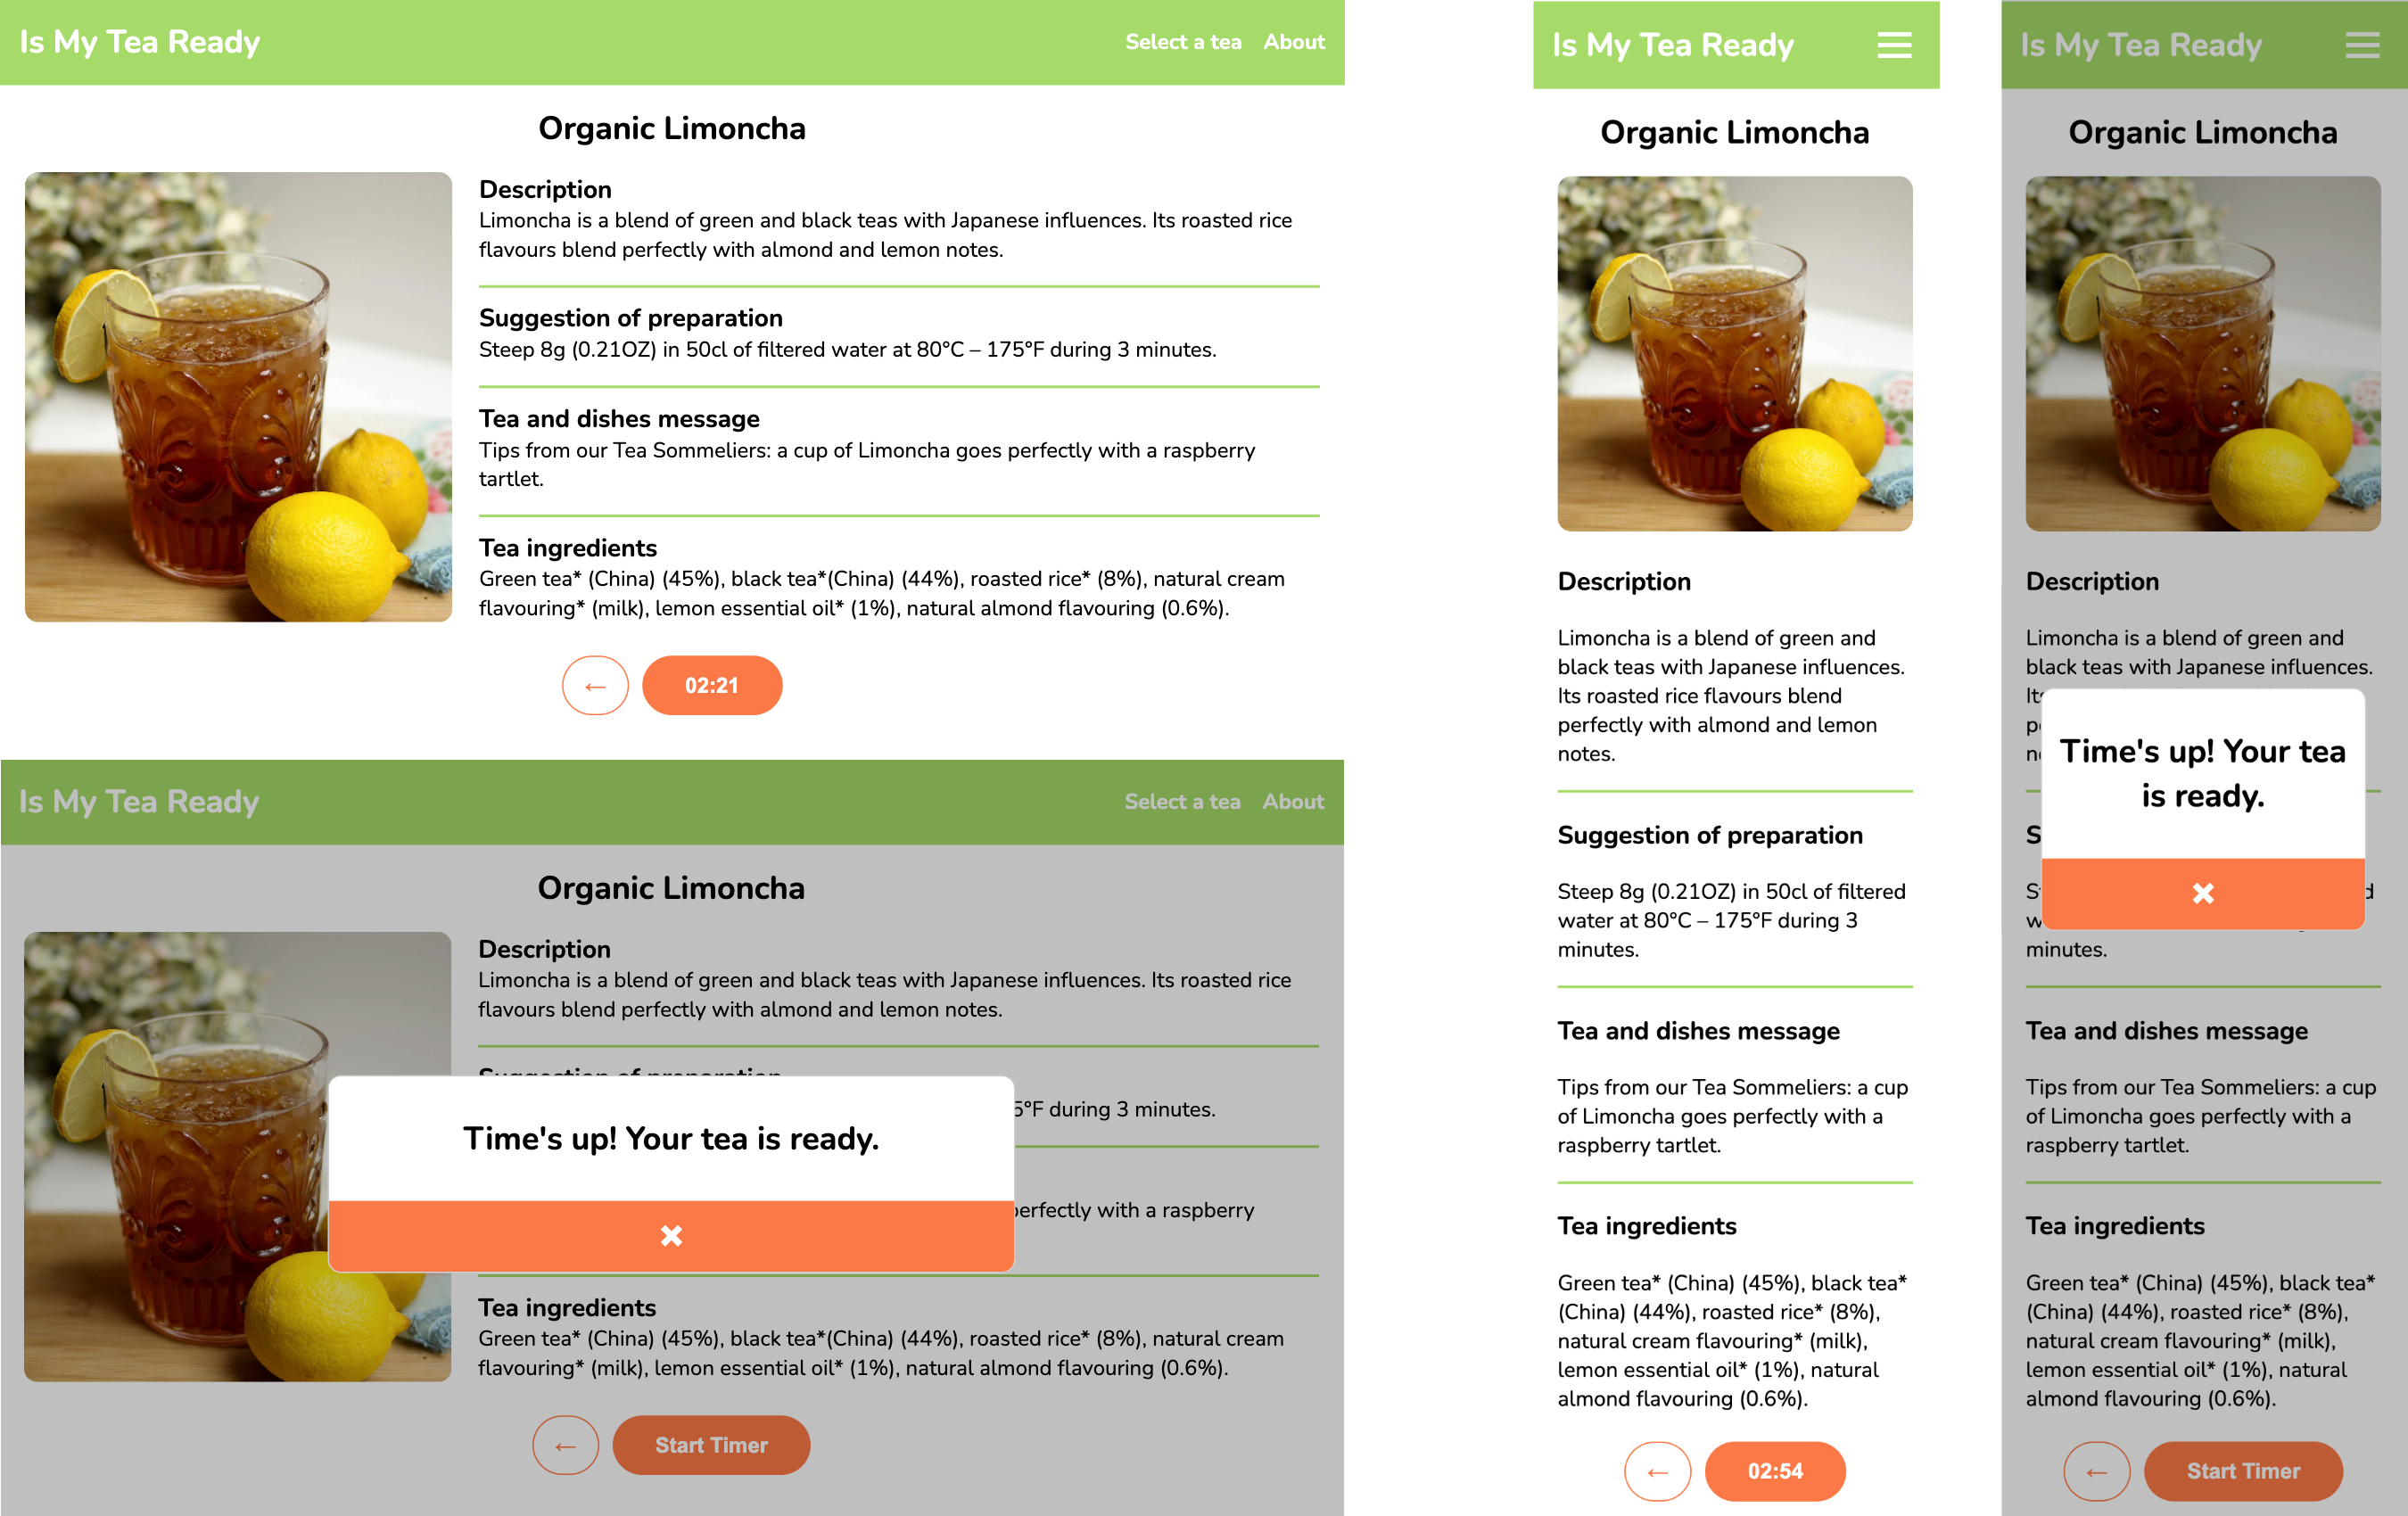 Is My Tea Ready
Select a tea About
Organic Limoncha
Description
Limoncha is a blend of green and black teas with Japanese influences. Its roasted rice
flavours blend perfectly with almond and lemon notes.
Suggestion of preparation
Steep 8g (0.21OZ) in 50cl of filtered water at 80°C – 175°F during 3 minutes.
Tea and dishes message
Tips from our Tea Sommeliers: a cup of Limoncha goes perfectly with a raspberry
tartlet.
Tea ingredients
Green tea* (China) (45%), black tea*(China) (44%), roasted rice* (8%), natural cream
flavouring* (milk), lemon essential oil* (1%), natural almond flavouring (0.6%).
← 02:21
Is My Tea Ready
Select a tea About
Organic Limoncha
Description
Limoncha is a blend of green and black teas with Japanese influences. Its roasted rice
flavours blend perfectly with almond and lemon notes.
Suggestion of preparation
5°F during 3 minutes.
Time's up! Your tea is ready.
perfectly with a raspberry
✖
Tea ingredients
Green tea* (China) (45%), black tea*(China) (44%), roasted rice* (8%), natural cream
flavouring* (milk), lemon essential oil* (1%), natural almond flavouring (0.6%).
← Start Timer
Is My Tea Ready
Organic Limoncha
Description
Limoncha is a blend of green and
black teas with Japanese influences.
Its roasted rice flavours blend
perfectly with almond and lemon
notes.
Suggestion of preparation
Steep 8g (0.21OZ) in 50cl of filtered
water at 80°C – 175°F during 3
minutes.
Tea and dishes message
Tips from our Tea Sommeliers: a cup
of Limoncha goes perfectly with a
raspberry tartlet.
Tea ingredients
Green tea* (China) (45%), black tea*
(China) (44%), roasted rice* (8%),
natural cream flavouring* (milk),
lemon essential oil* (1%), natural
almond flavouring (0.6%).
← 02:54
Is My Tea Ready
Organic Limoncha
Description
Limoncha is a blend of green and
black teas with Japanese influences.
Time's up! Your tea
is ready.
✖
minutes.
Tea and dishes message
Tips from our Tea Sommeliers: a cup
of Limoncha goes perfectly with a
raspberry tartlet.
Tea ingredients
Green tea* (China) (45%), black tea*
(China) (44%), roasted rice* (8%),
natural cream flavouring* (milk),
lemon essential oil* (1%), natural
almond flavouring (0.6%).
← Start Timer